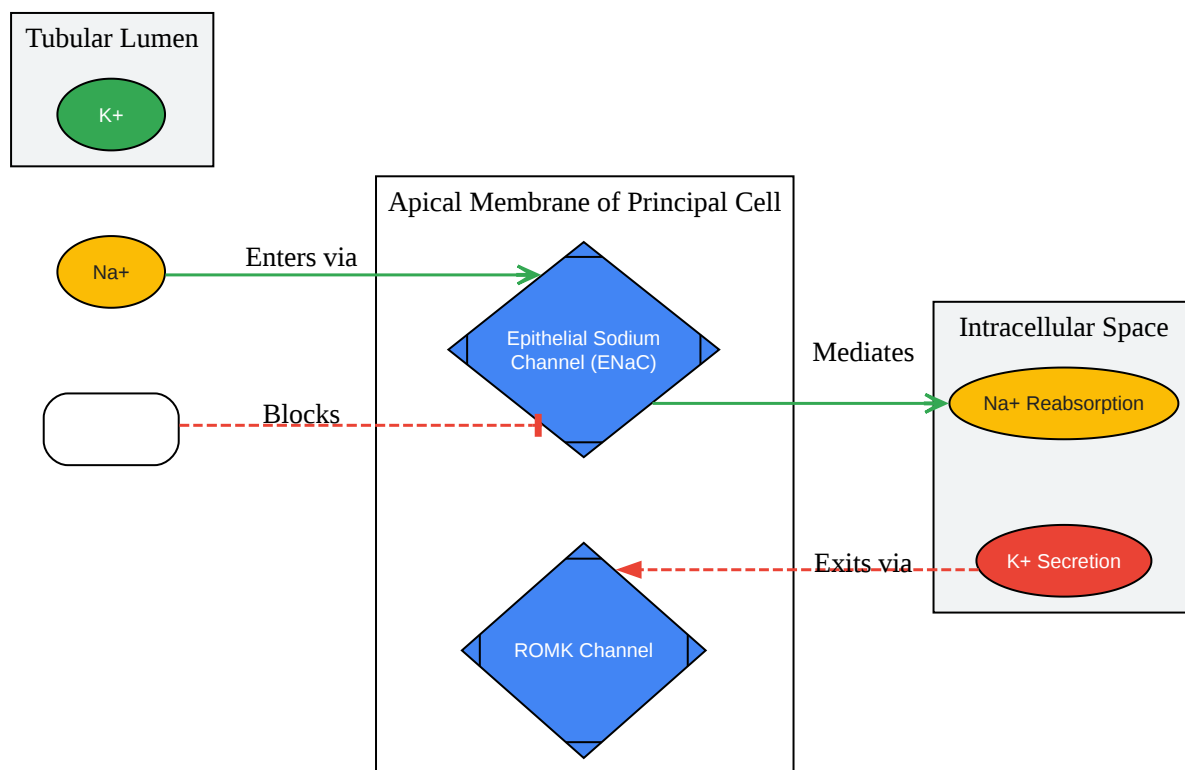 Tubular Lumen
K+
Apical Membrane of Principal Cell
Na+
Enters via
Epithelial Sodium
Channel (ENaC)
Mediates
Intracellular Space
Na+ Reabsorption
Blocks
Exits via
K+ Secretion
ROMK Channel